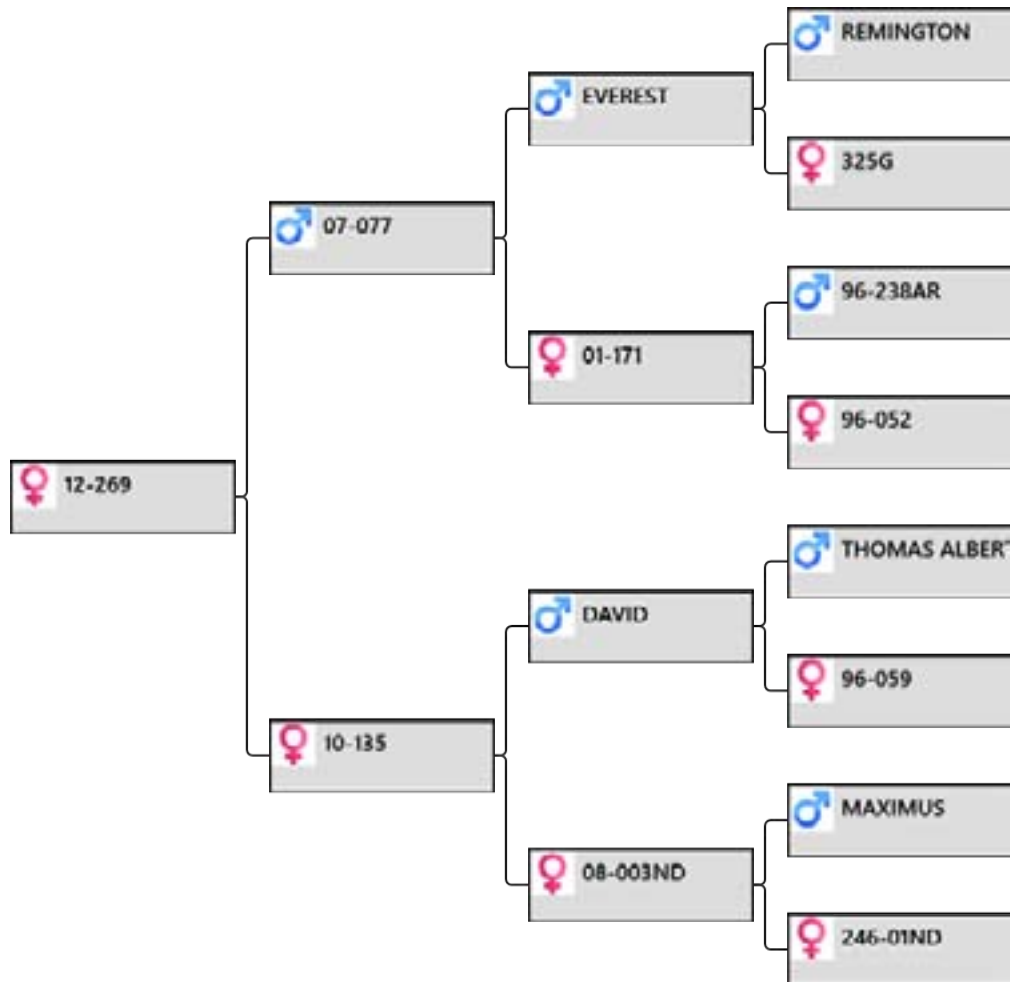 REMINGTON
EVEREST
325G
07-077
96-238AR
01-171
96-052
12-269
THOMAS ALBERT
DAVID
96-059
10-135
MAXIMUS
08-003ND
246-01ND